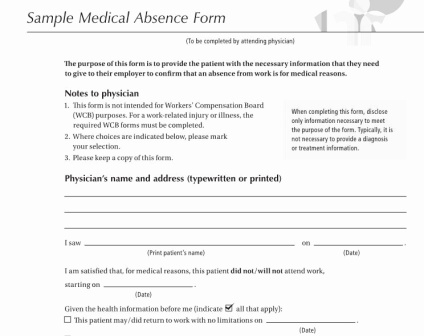 Sample Medical Absence Form
(To be completed by attending physician)
The purpose of this form is to provide the patient with the necessary information that they need
to give to their employer to confirm that an absence from work is for medical reasons.
Notes to physician
1. This form is not intended for Workers' Compensation Board
(WCB) purposes. For a work-related injury or illness, the
required WCB forms must be completed.
2. Where choices are indicated below, please mark
your selection.
3. Please keep a copy of this form.
When completing this form, disclose
only information necessary to meet
the purpose of the form. Typically, it is
not necessary to provide a diagnosis
or treatment information.
Physician's name and address (typewritten or printed)
I saw on .
(Print patient's name) (Date)
I am satisfied that, for medical reasons, this patient did not/will not attend work,
starting on .
(Date)
Given the health information before me (indicate ☑ all that apply):
☐ This patient may/did return to work with no limitations on .
(Date)